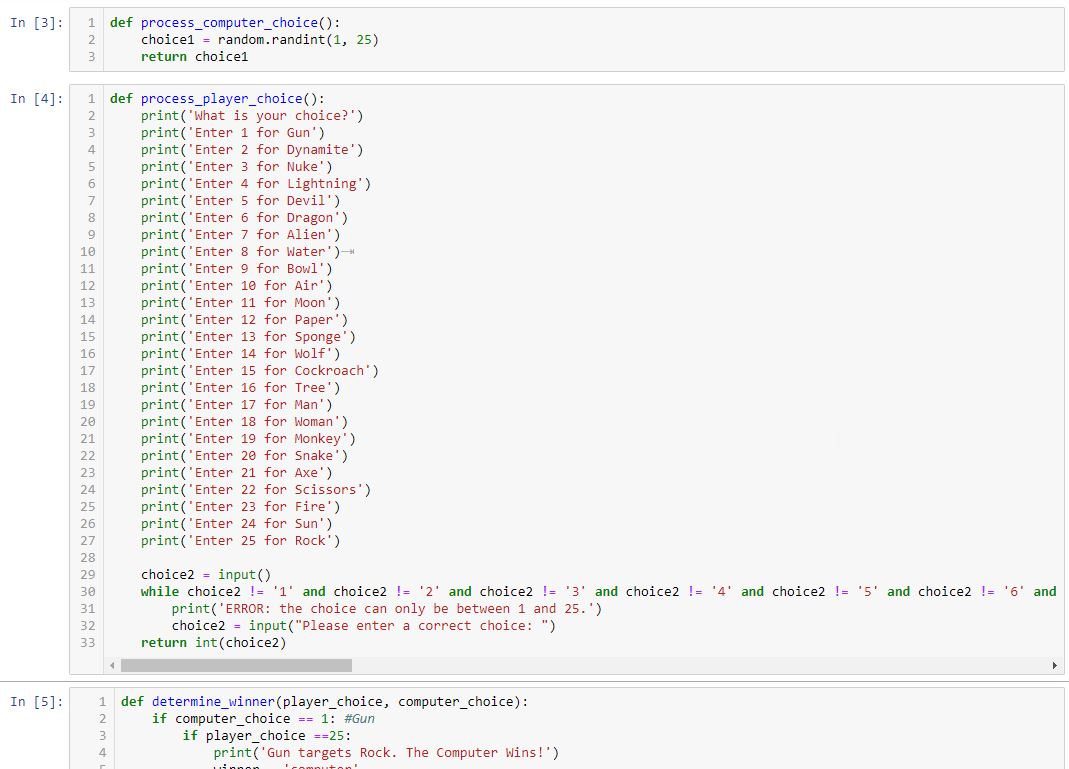 In [3]:
1 def process_computer_choice():
2     choice1 = random.randint(1, 25)
3     return choice1
In [4]:
1 def process_player_choice():
2     print('What is your choice?')
3     print('Enter 1 for Gun')
4     print('Enter 2 for Dynamite')
5     print('Enter 3 for Nuke')
6     print('Enter 4 for Lightning')
7     print('Enter 5 for Devil')
8     print('Enter 6 for Dragon')
9     print('Enter 7 for Alien')
10     print('Enter 8 for Water')
11     print('Enter 9 for Bowl')
12     print('Enter 10 for Air')
13     print('Enter 11 for Moon')
14     print('Enter 12 for Paper')
15     print('Enter 13 for Sponge')
16     print('Enter 14 for Wolf')
17     print('Enter 15 for Cockroach')
18     print('Enter 16 for Tree')
19     print('Enter 17 for Man')
20     print('Enter 18 for Woman')
21     print('Enter 19 for Monkey')
22     print('Enter 20 for Snake')
23     print('Enter 21 for Axe')
24     print('Enter 22 for Scissors')
25     print('Enter 23 for Fire')
26     print('Enter 24 for Sun')
27     print('Enter 25 for Rock')
28
29     choice2 = input()
30     while choice2 != '1' and choice2 != '2' and choice2 != '3' and choice2 != '4' and choice2 != '5' and choice2 != '6' and
31         print('ERROR: the choice can only be between 1 and 25.')
32         choice2 = input("Please enter a correct choice: ")
33     return int(choice2)
In [5]:
1 def determine_winner(player_choice, computer_choice):
2     if computer_choice == 1: #Gun
3         if player_choice ==25:
4             print('Gun targets Rock. The Computer Wins!')